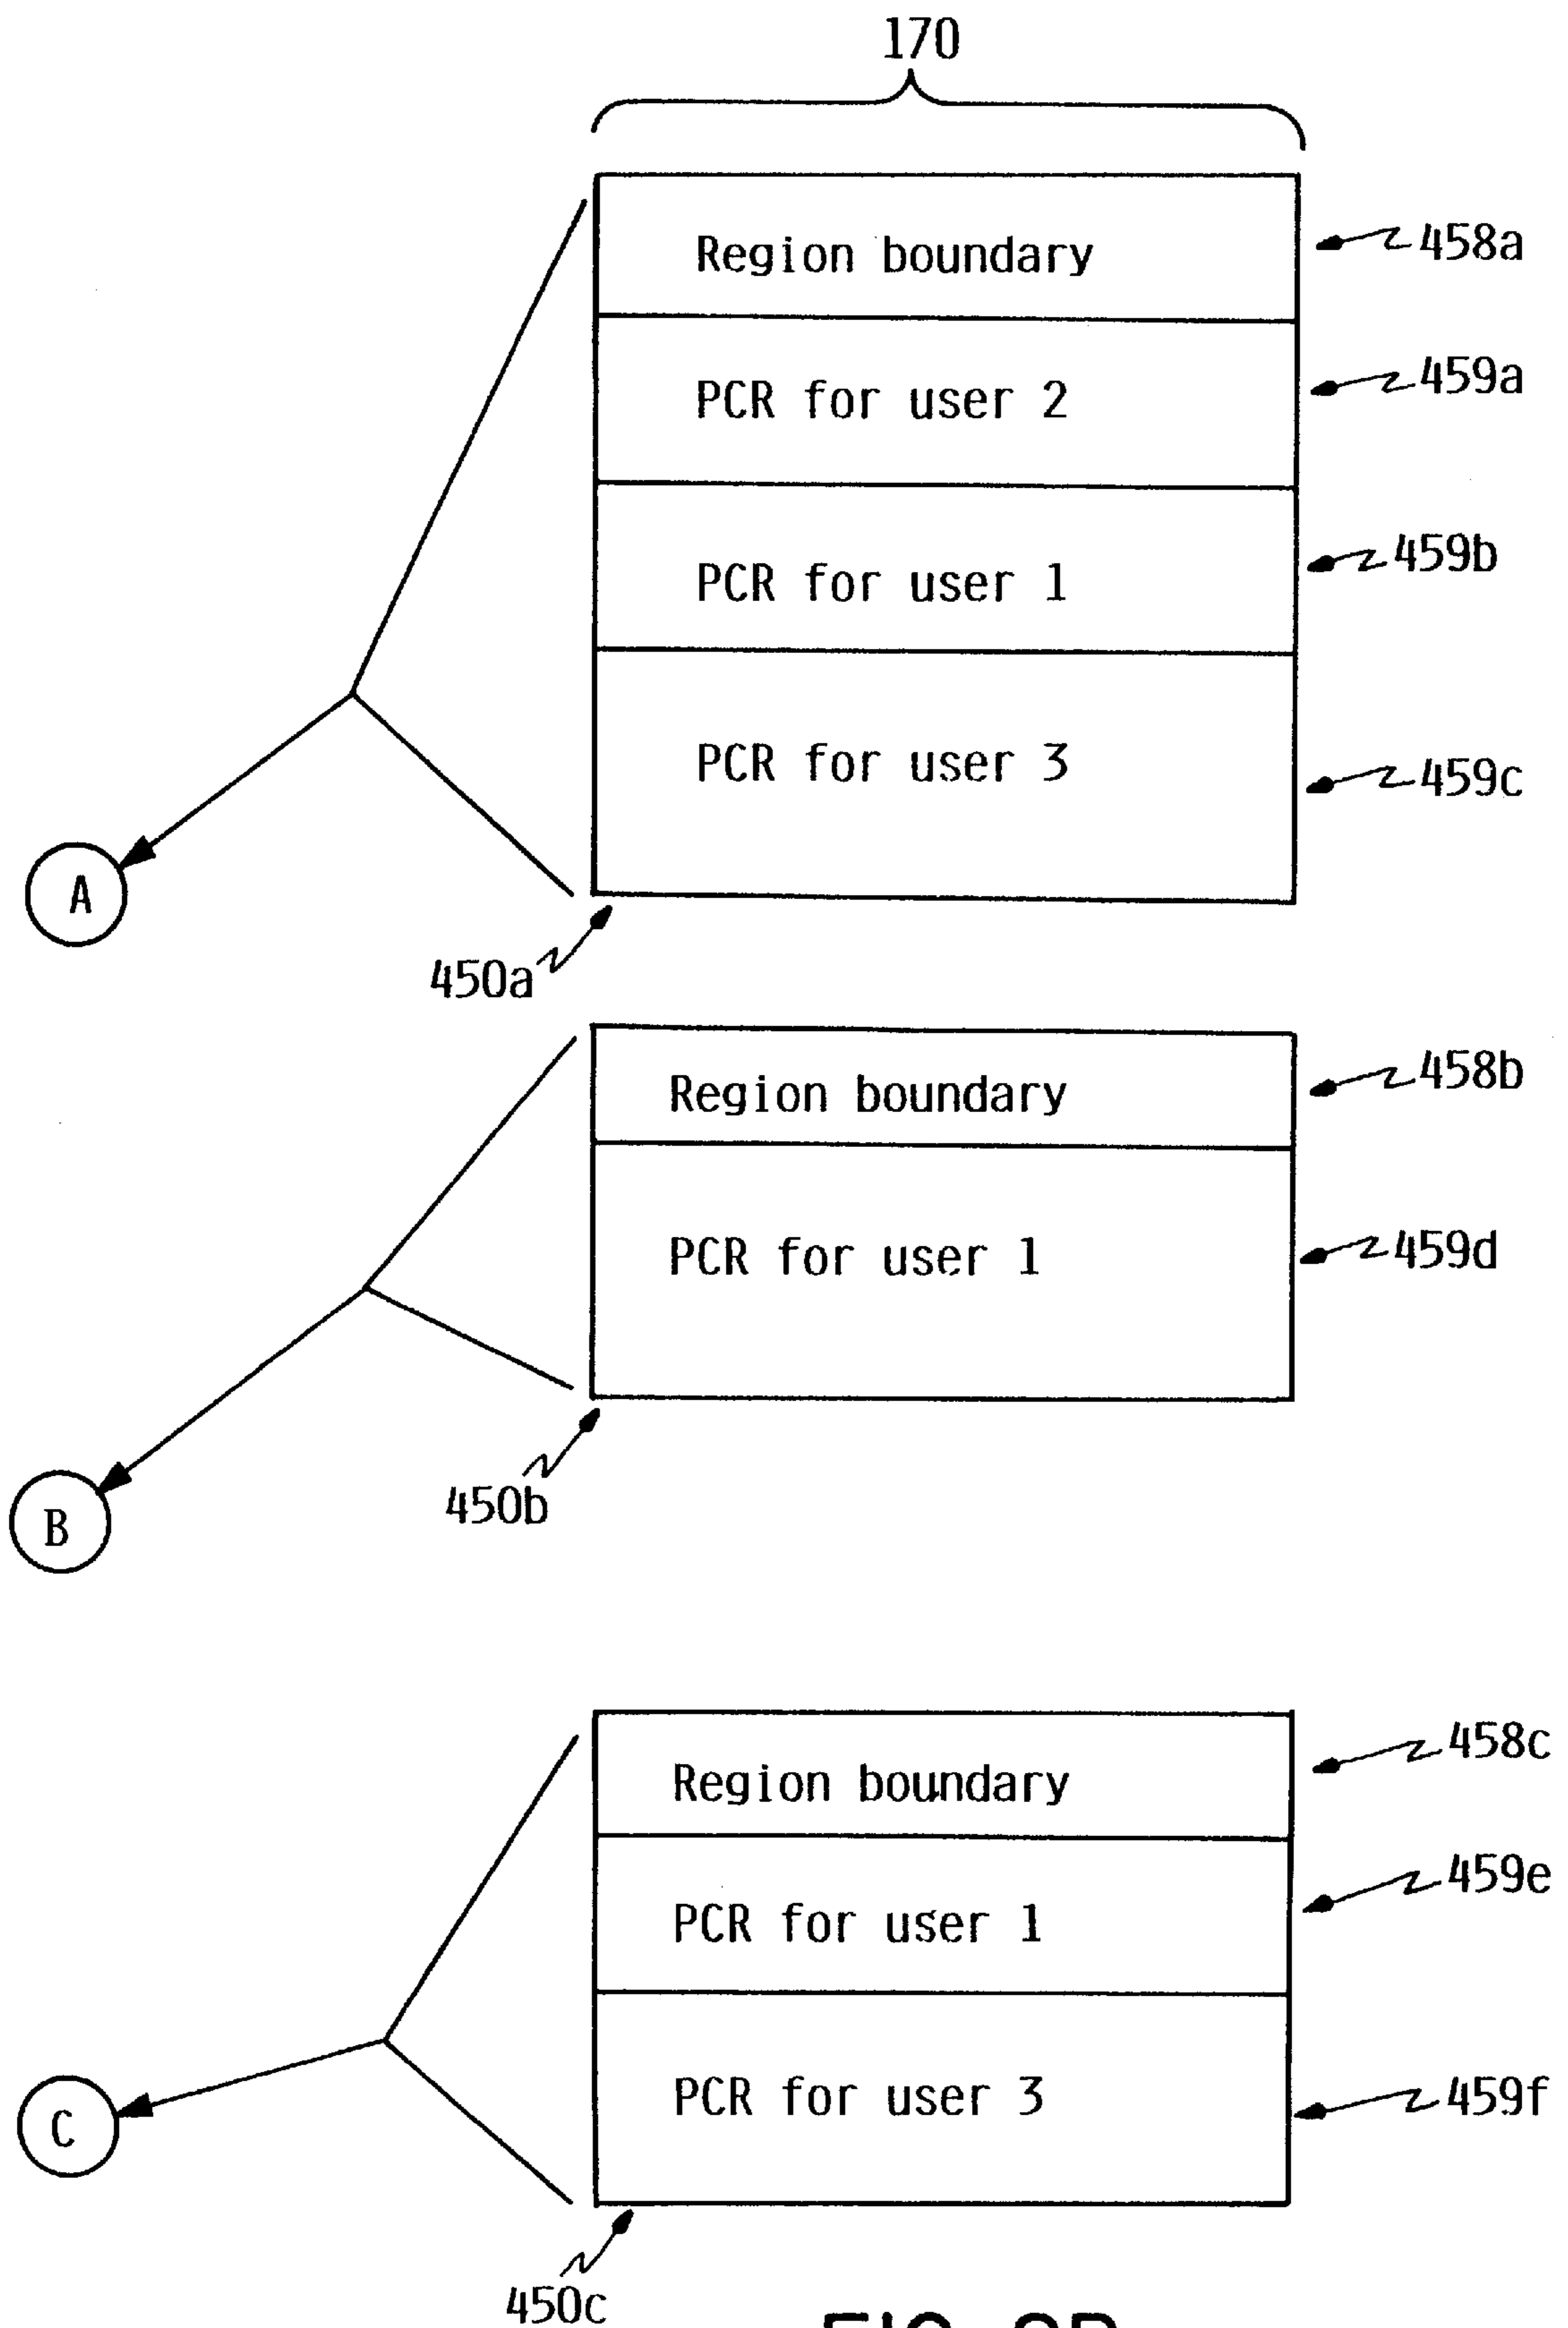 170
Region boundary
458a
PCR for user 2
459a
PCR for user 1
459b
PCR for user 3
459c
A
450a
Region boundary
458b
PCR for user 1
459d
450b
B
Region boundary
458c
PCR for user 1
459e
PCR for user 3
459f
C
450c